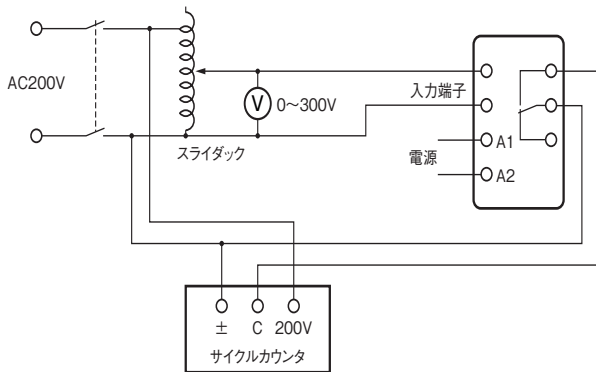 AC200V
V
0～300V
スライダック
入力端子
A1
電源
A2
± C 200V
サイクルカウンタ